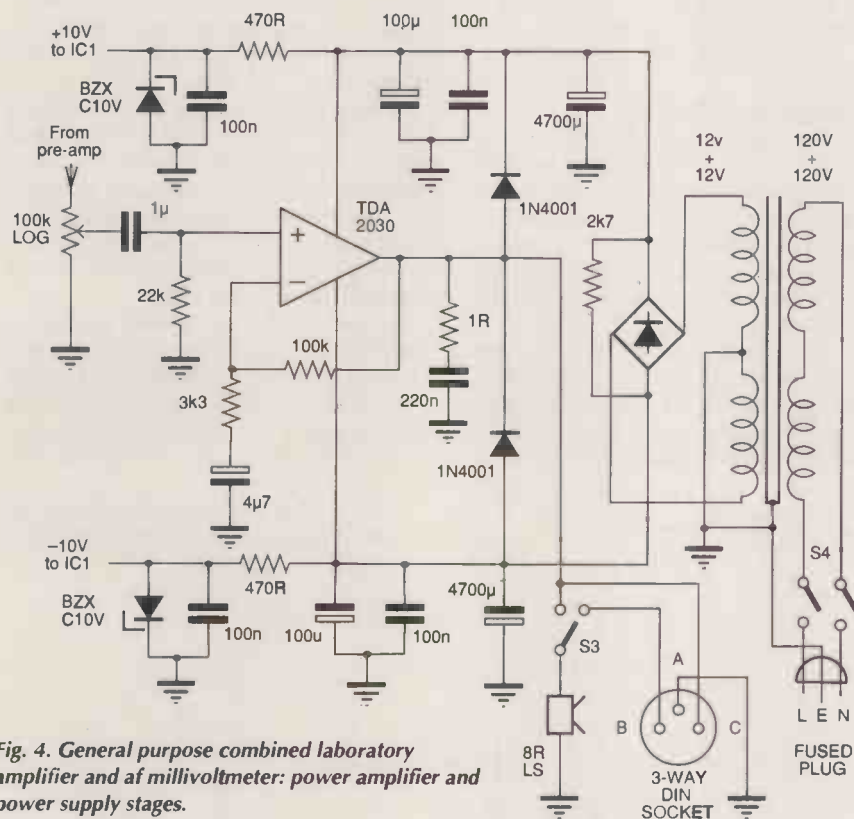 +10V
to IC1
470R
100µ
100n
BZX
C10V
100n
4700µ
12v
+
12V
120V
+
120V
From
pre-amp
1µ
TDA
2030
1N4001
2k7
100k
LOG
+
−
22k
1R
100k
3k3
220n
1N4001
4µ7
−10V
to IC1
470R
4700µ
S4
BZX
C10V
100n
100u
100n
S3
A
B
C
L E N
8R
LS
3-WAY
DIN
SOCKET
FUSED
PLUG
Fig. 4. General purpose combined laboratory
amplifier and af millivoltmeter: power amplifier and
power supply stages.